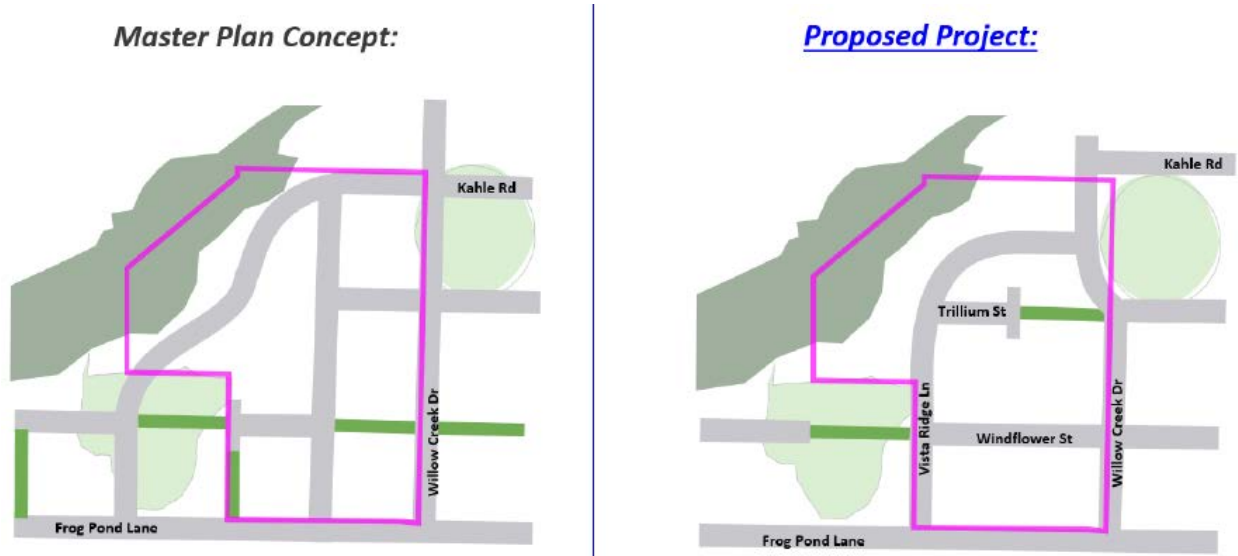 Master Plan Concept:
Kahle Rd
Willow Creek Dr
Frog Pond Lane
Proposed Project:
Kahle Rd
Trillium St
Vista Ridge Ln
Windflower St
Willow Creek Dr
Frog Pond Lane